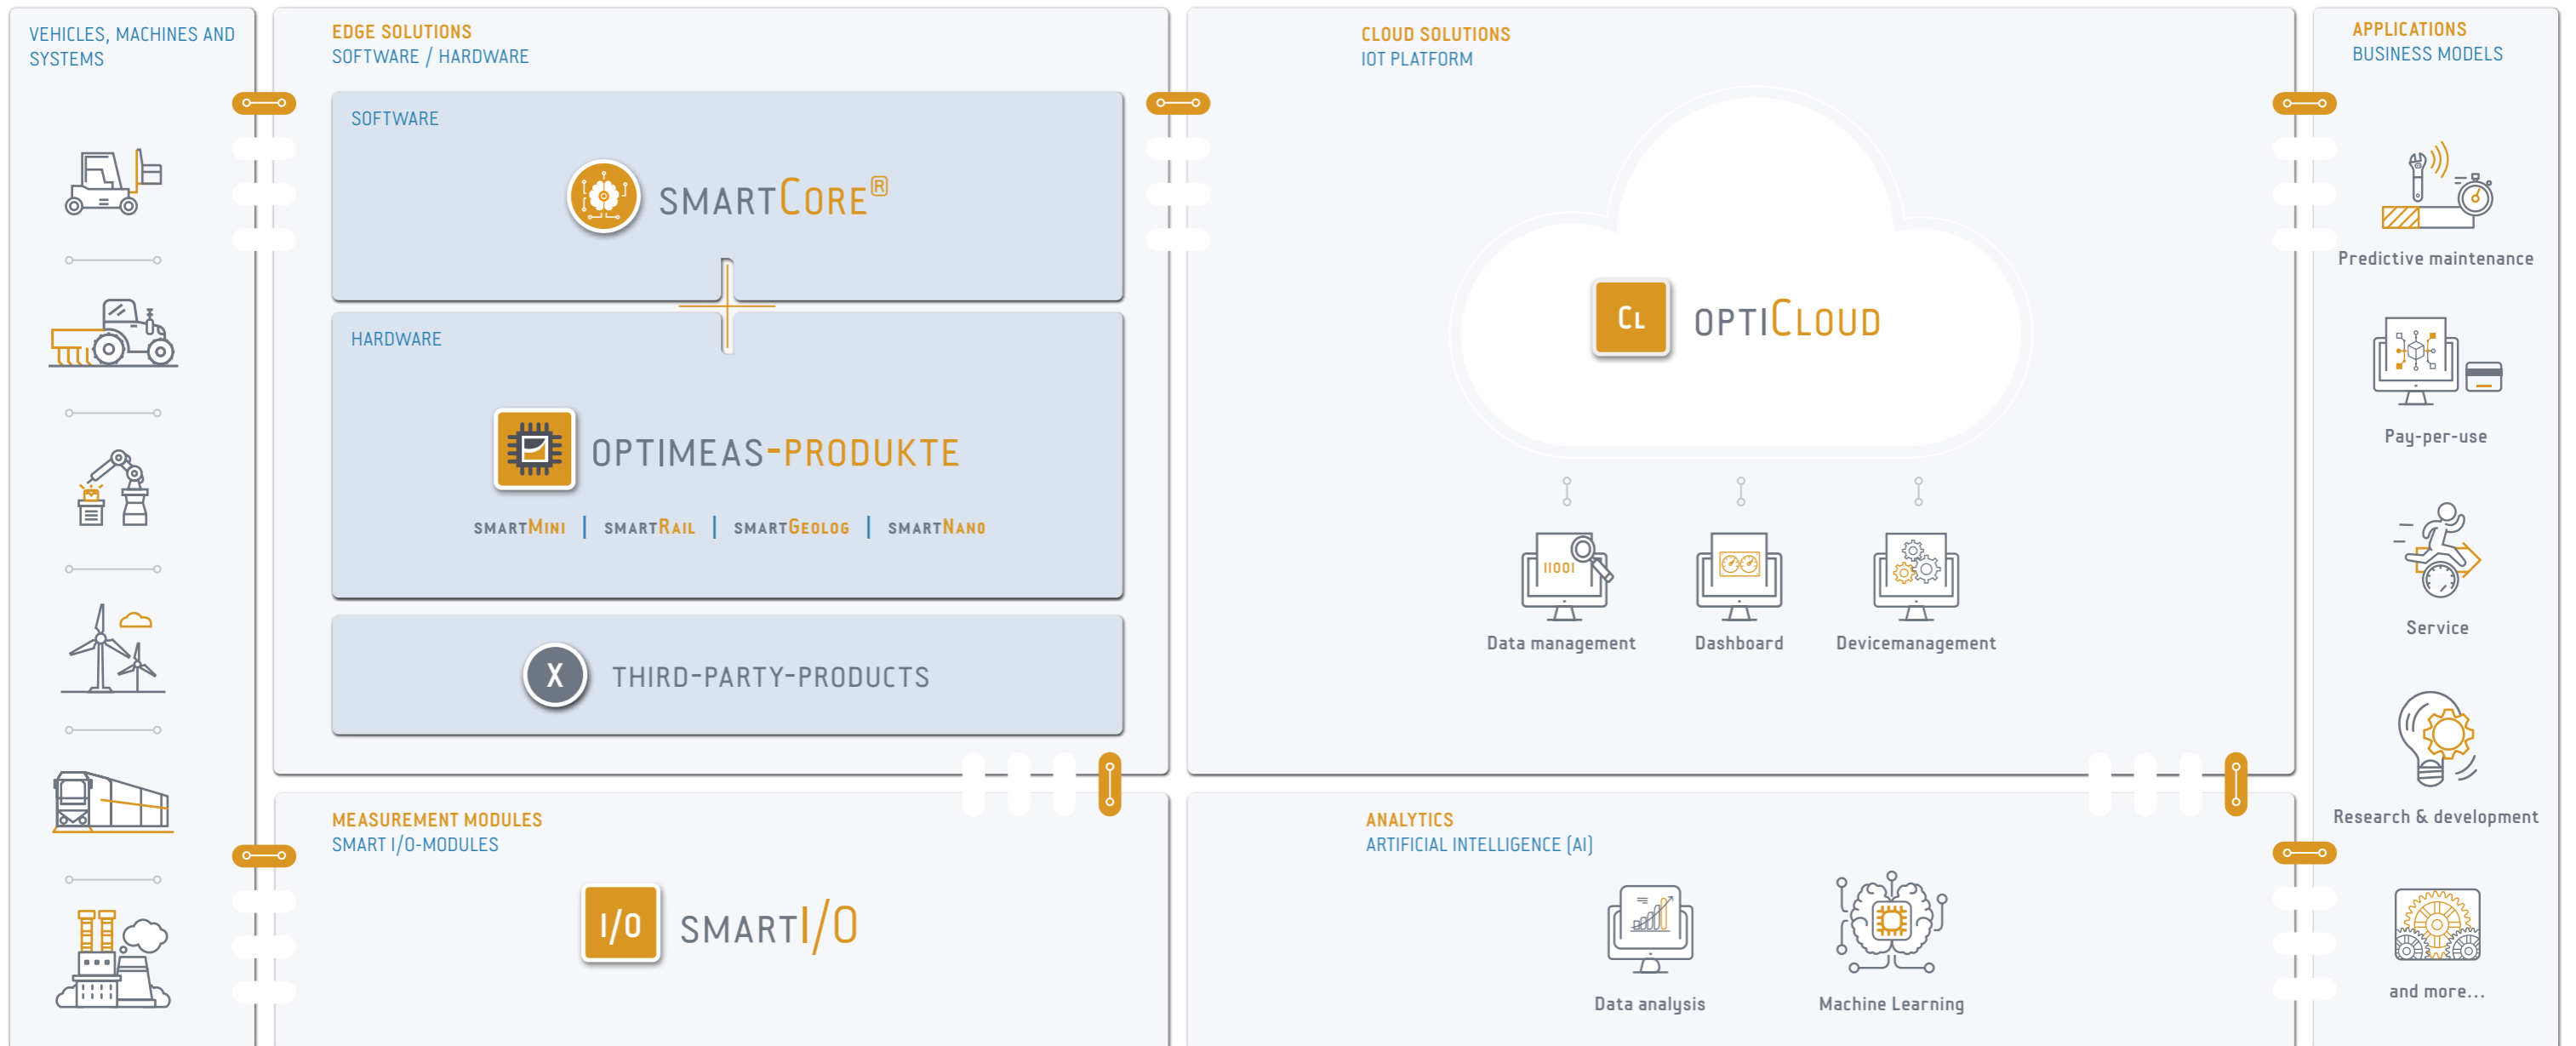 VEHICLES, MACHINES AND
SYSTEMS
EDGE SOLUTIONS
SOFTWARE / HARDWARE
SOFTWARE
SMARTCORE®
HARDWARE
OPTIMEAS-PRODUKTE
SMARTMINI | SMARTRAIL | SMARTGEOLOG | SMARTNANO
X THIRD-PARTY-PRODUCTS
MEASUREMENT MODULES
SMART I/O-MODULES
I/O SMARTI/O
CLOUD SOLUTIONS
IOT PLATFORM
CL OPTICLOUD
11001
Data management
Dashboard
Devicemanagement
ANALYTICS
ARTIFICIAL INTELLIGENCE (AI)
Data analysis
Machine Learning
APPLICATIONS
BUSINESS MODELS
Predictive maintenance
Pay-per-use
Service
Research & development
and more...